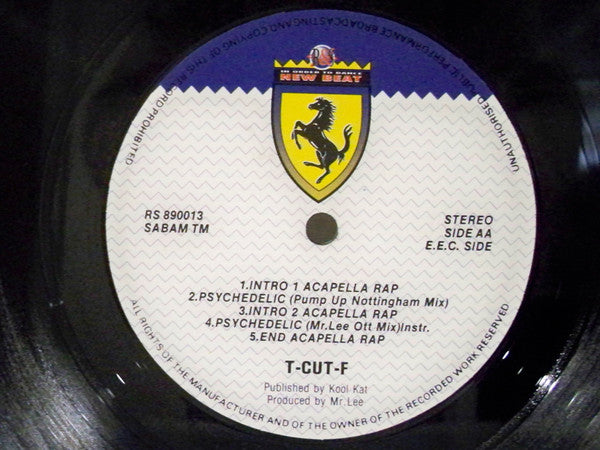 UNAUTHORISED PUBLIC PERFORMANCE BROADCASTING AND COPYING OF THIS RECORD PROHIBITED
R&S
IN ORDER TO DANCE
NEW BEAT
RS 890013
SABAM TM
STEREO
SIDE AA
E.E.C. SIDE
1.INTRO 1 ACAPELLA RAP
2.PSYCHEDELIC (Pump Up Nottingham Mix)
3.INTRO 2 ACAPELLA RAP
4.PSYCHEDELIC (Mr.Lee Ott Mix)Instr.
5.END ACAPELLA RAP
T-CUT-F
Published by Kool Kat
Produced by Mr.Lee
ALL RIGHTS OF THE MANUFACTURER AND OF THE OWNER OF THE RECORDED WORK RESERVED